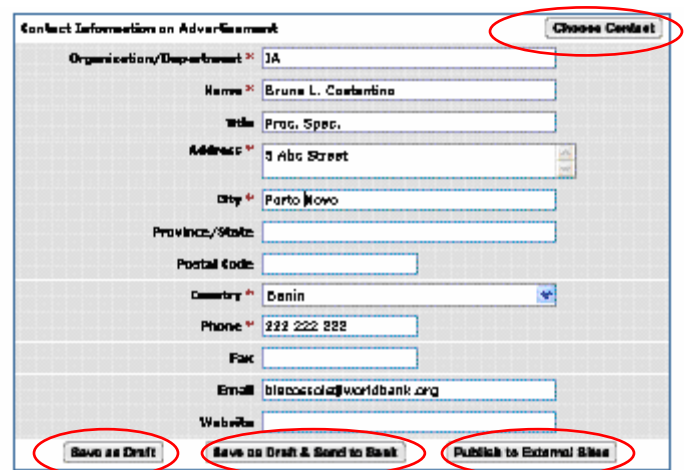 Contact Information on Advertisement Choose Contact
Organization/Department * IA
Name * Bruna L. Costantino
Title Proc. Spec.
Address * 5 Abc Street
City * Porto Novo
Province/State
Postal Code
Country * Benin
Phone * 222 222 222
Fax
Email
Website
Save as Draft Save as Draft & Send to Bank Publish to External Sites